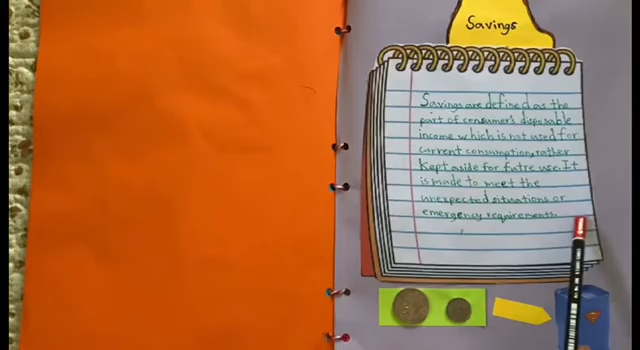 Savings
Savings are defined as the
part of consumer's disposable
income which is not used for
current consumption, rather
Kept aside for futre use. It
is made to meet the
unexpected situations or
emergency requirements.